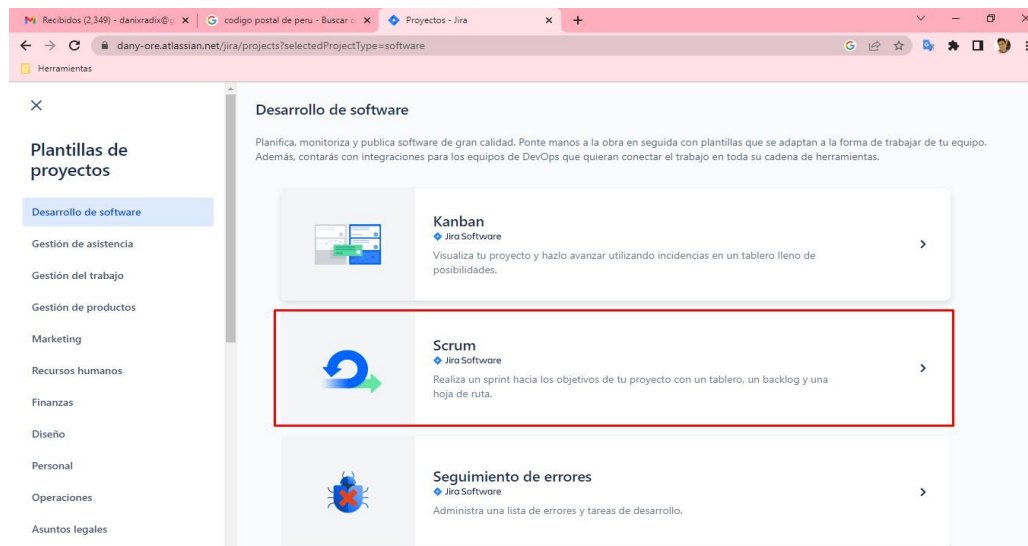 Recibidos (2,349) - danixradix@g
codigo postal de peru - Buscar c
Proyectos - Jira
dany-ore.atlassian.net/jira/projects?selectedProjectType=software
Herramientas
Plantillas de
proyectos
Desarrollo de software
Gestión de asistencia
Gestión del trabajo
Gestión de productos
Marketing
Recursos humanos
Finanzas
Diseño
Personal
Operaciones
Asuntos legales
Desarrollo de software
Planifica, monitoriza y publica software de gran calidad. Ponte manos a la obra en seguida con plantillas que se adaptan a la forma de trabajar de tu equipo.
Además, contarás con integraciones para los equipos de DevOps que quieran conectar el trabajo en toda su cadena de herramientas.
Kanban
Jira Software
Visualiza tu proyecto y hazlo avanzar utilizando incidencias en un tablero lleno de
posibilidades.
Scrum
Jira Software
Realiza un sprint hacia los objetivos de tu proyecto con un tablero, un backlog y una
hoja de ruta.
Seguimiento de errores
Jira Software
Administra una lista de errores y tareas de desarrollo.